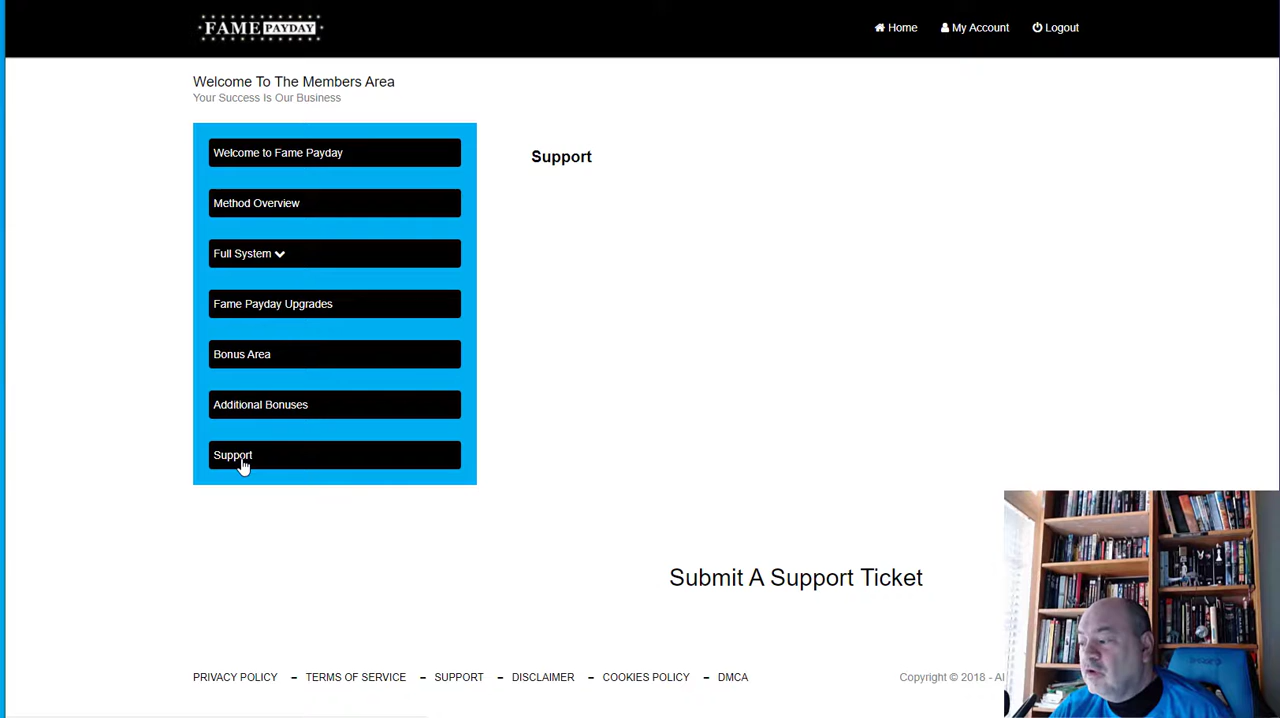 FAME PAYDAY
Home
My Account
Logout
Welcome To The Members Area
Your Success Is Our Business
Welcome to Fame Payday
Method Overview
Full System
Fame Payday Upgrades
Bonus Area
Additional Bonuses
Support
Support
Submit A Support Ticket
PRIVACY POLICY – TERMS OF SERVICE – SUPPORT – DISCLAIMER – COOKIES POLICY – DMCA
Copyright © 2018 -